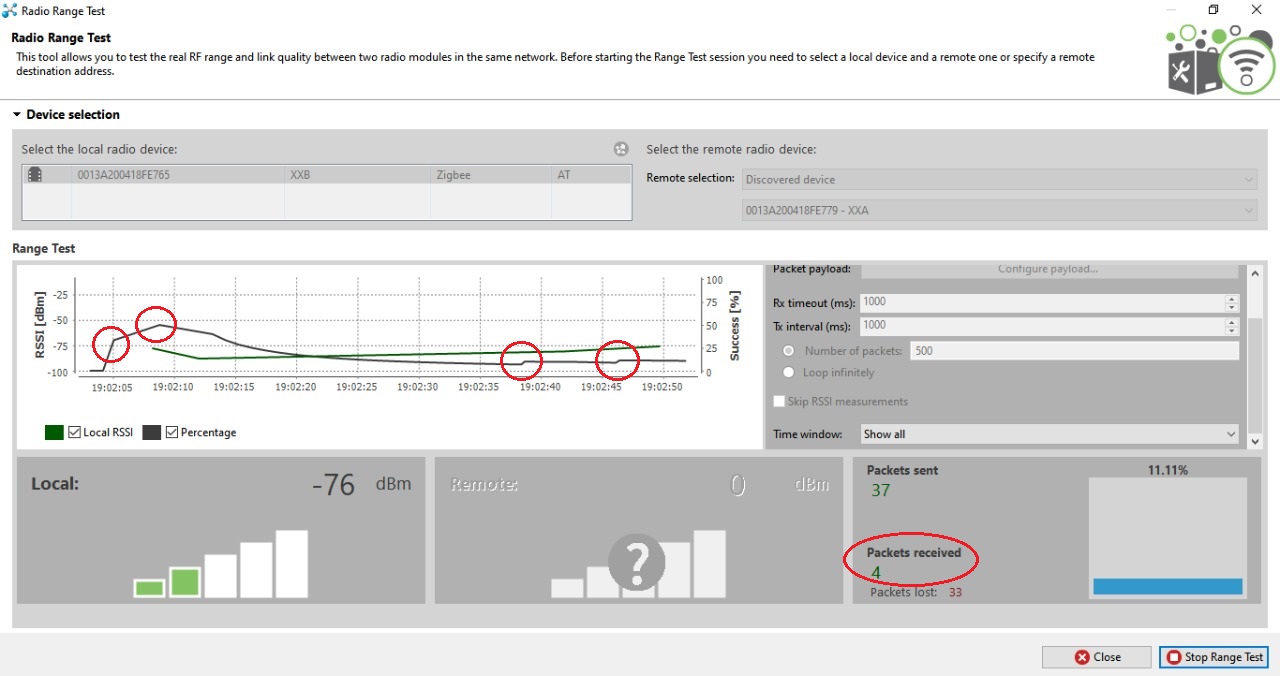 Radio Range Test
Radio Range Test
This tool allows you to test the real RF range and link quality between two radio modules in the same network. Before starting the Range Test session you need to select a local device and a remote one or specify a remote
destination address.
Device selection
Select the local radio device:
0013A200418FE765 XXB Zigbee AT
Select the remote radio device:
Remote selection: Discovered device
0013A200418FE779 - XXA
Range Test
RSSI [dBm]
-25
-50
-75
-100
100
75
50
25
0
Success [%]
19:02:05 19:02:10 19:02:15 19:02:20 19:02:25 19:02:30 19:02:35 19:02:40 19:02:45 19:02:50
Local RSSI Percentage
Packet payload: Configure payload...
Rx timeout (ms): 1000
Tx interval (ms): 1000
Number of packets: 500
Loop infinitely
Skip RSSI measurements
Time window: Show all
Local: -76 dBm
Remote: 0 dBm
?
Packets sent
37
Packets received
4
Packets lost: 33
11.11%
Close
Stop Range Test